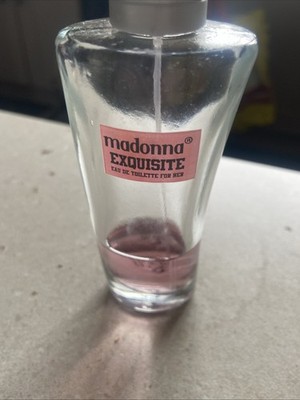 madonna®
EXQUISITE
EAU DE TOILETTE FOR HER